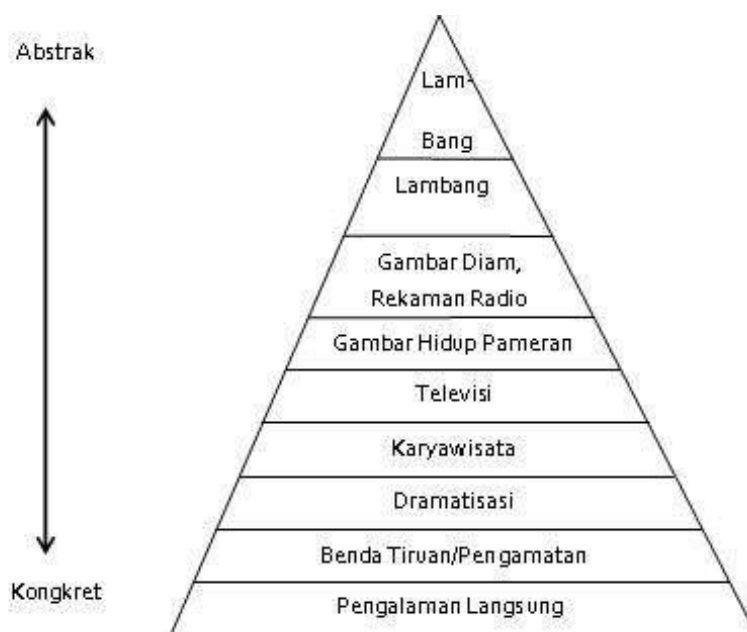 Abstrak
Lam-
Bang
Lambang
Gambar Diam,
Rekaman Radio
Gambar Hidup Pameran
Televisi
Karyawisata
Dramatisasi
Benda Tiruan/Pengamatan
Kongkret
Pengalaman Langsung